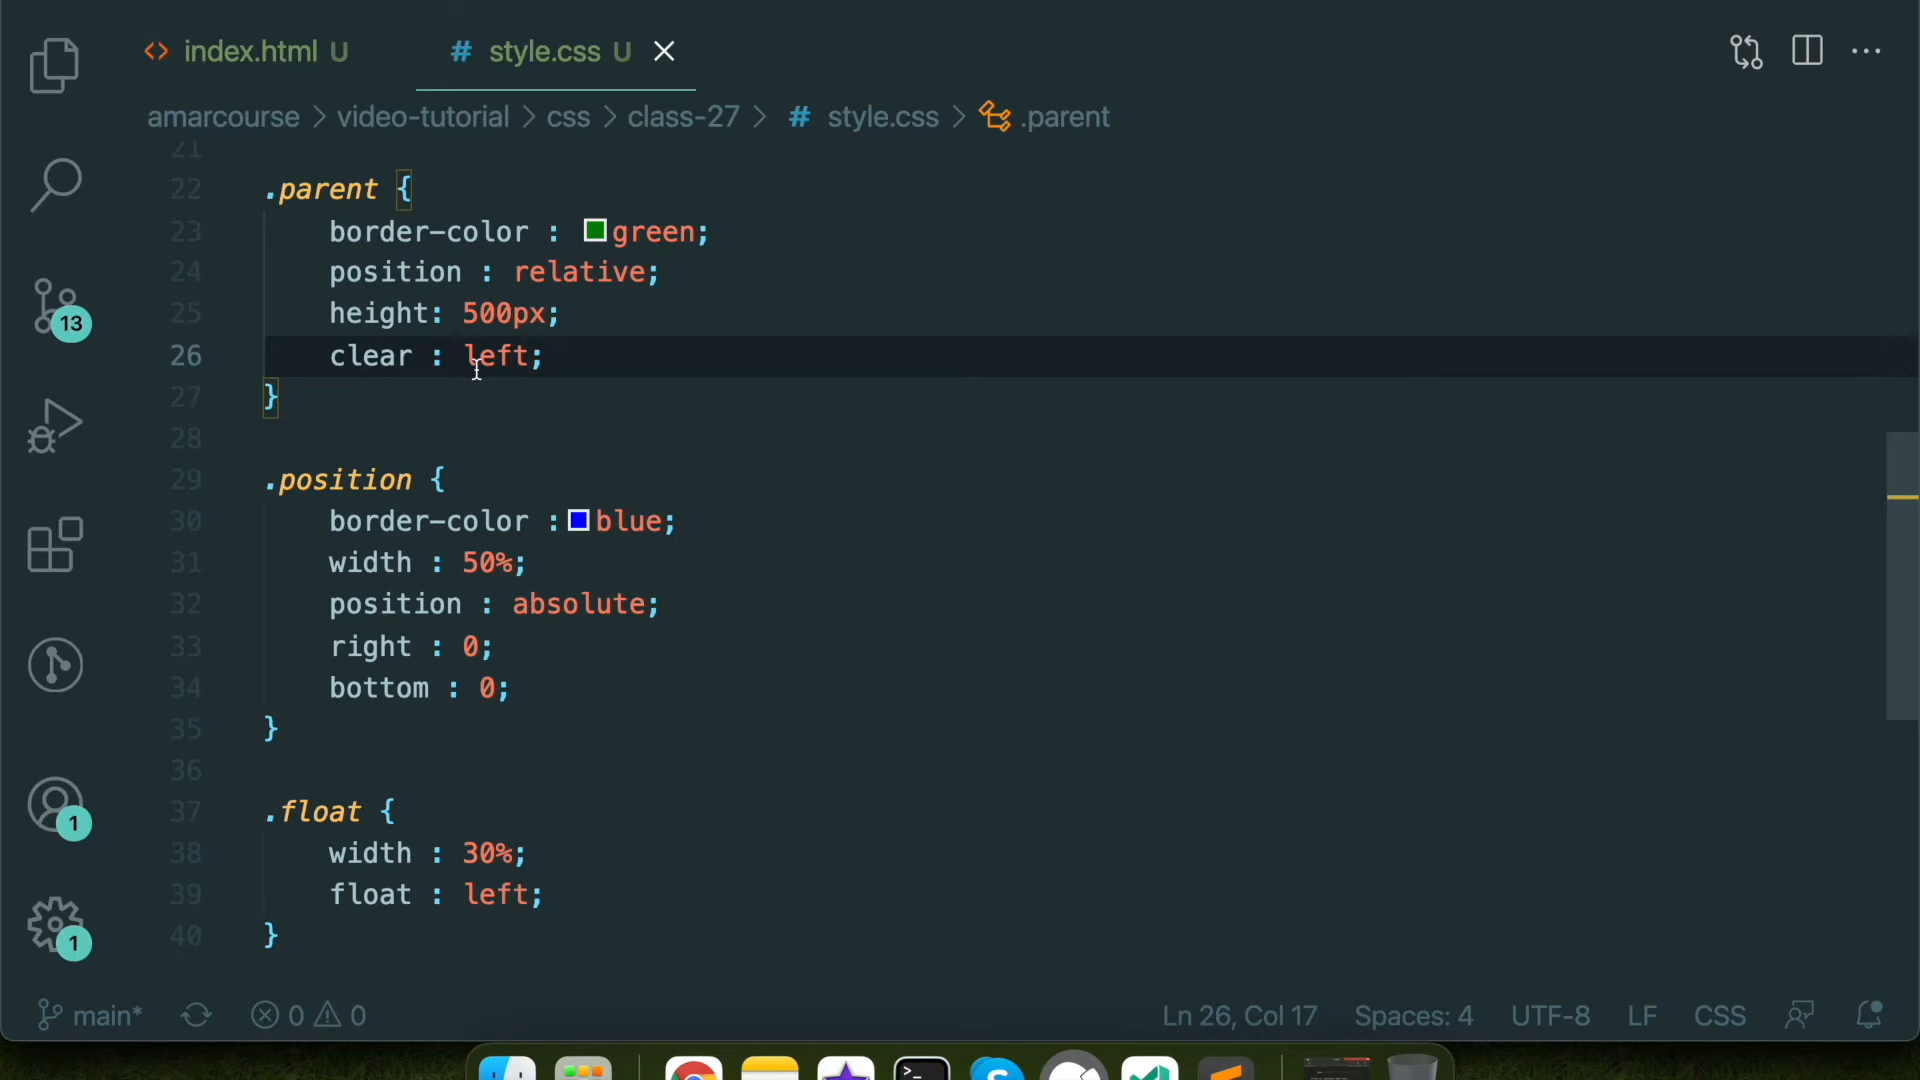 index.html U
# style.css U
amarcourse > video-tutorial > css > class-27 > # style.css > .parent
21
22 .parent {
23 border-color : green;
24 position : relative;
25 height: 500px;
26 clear : left;
27 }
28
29 .position {
30 border-color : blue;
31 width : 50%;
32 position : absolute;
33 right : 0;
34 bottom : 0;
35 }
36
37 .float {
38 width : 30%;
39 float : left;
40 }
13
1
1
main* 0 0 Ln 26, Col 17 Spaces: 4 UTF-8 LF CSS